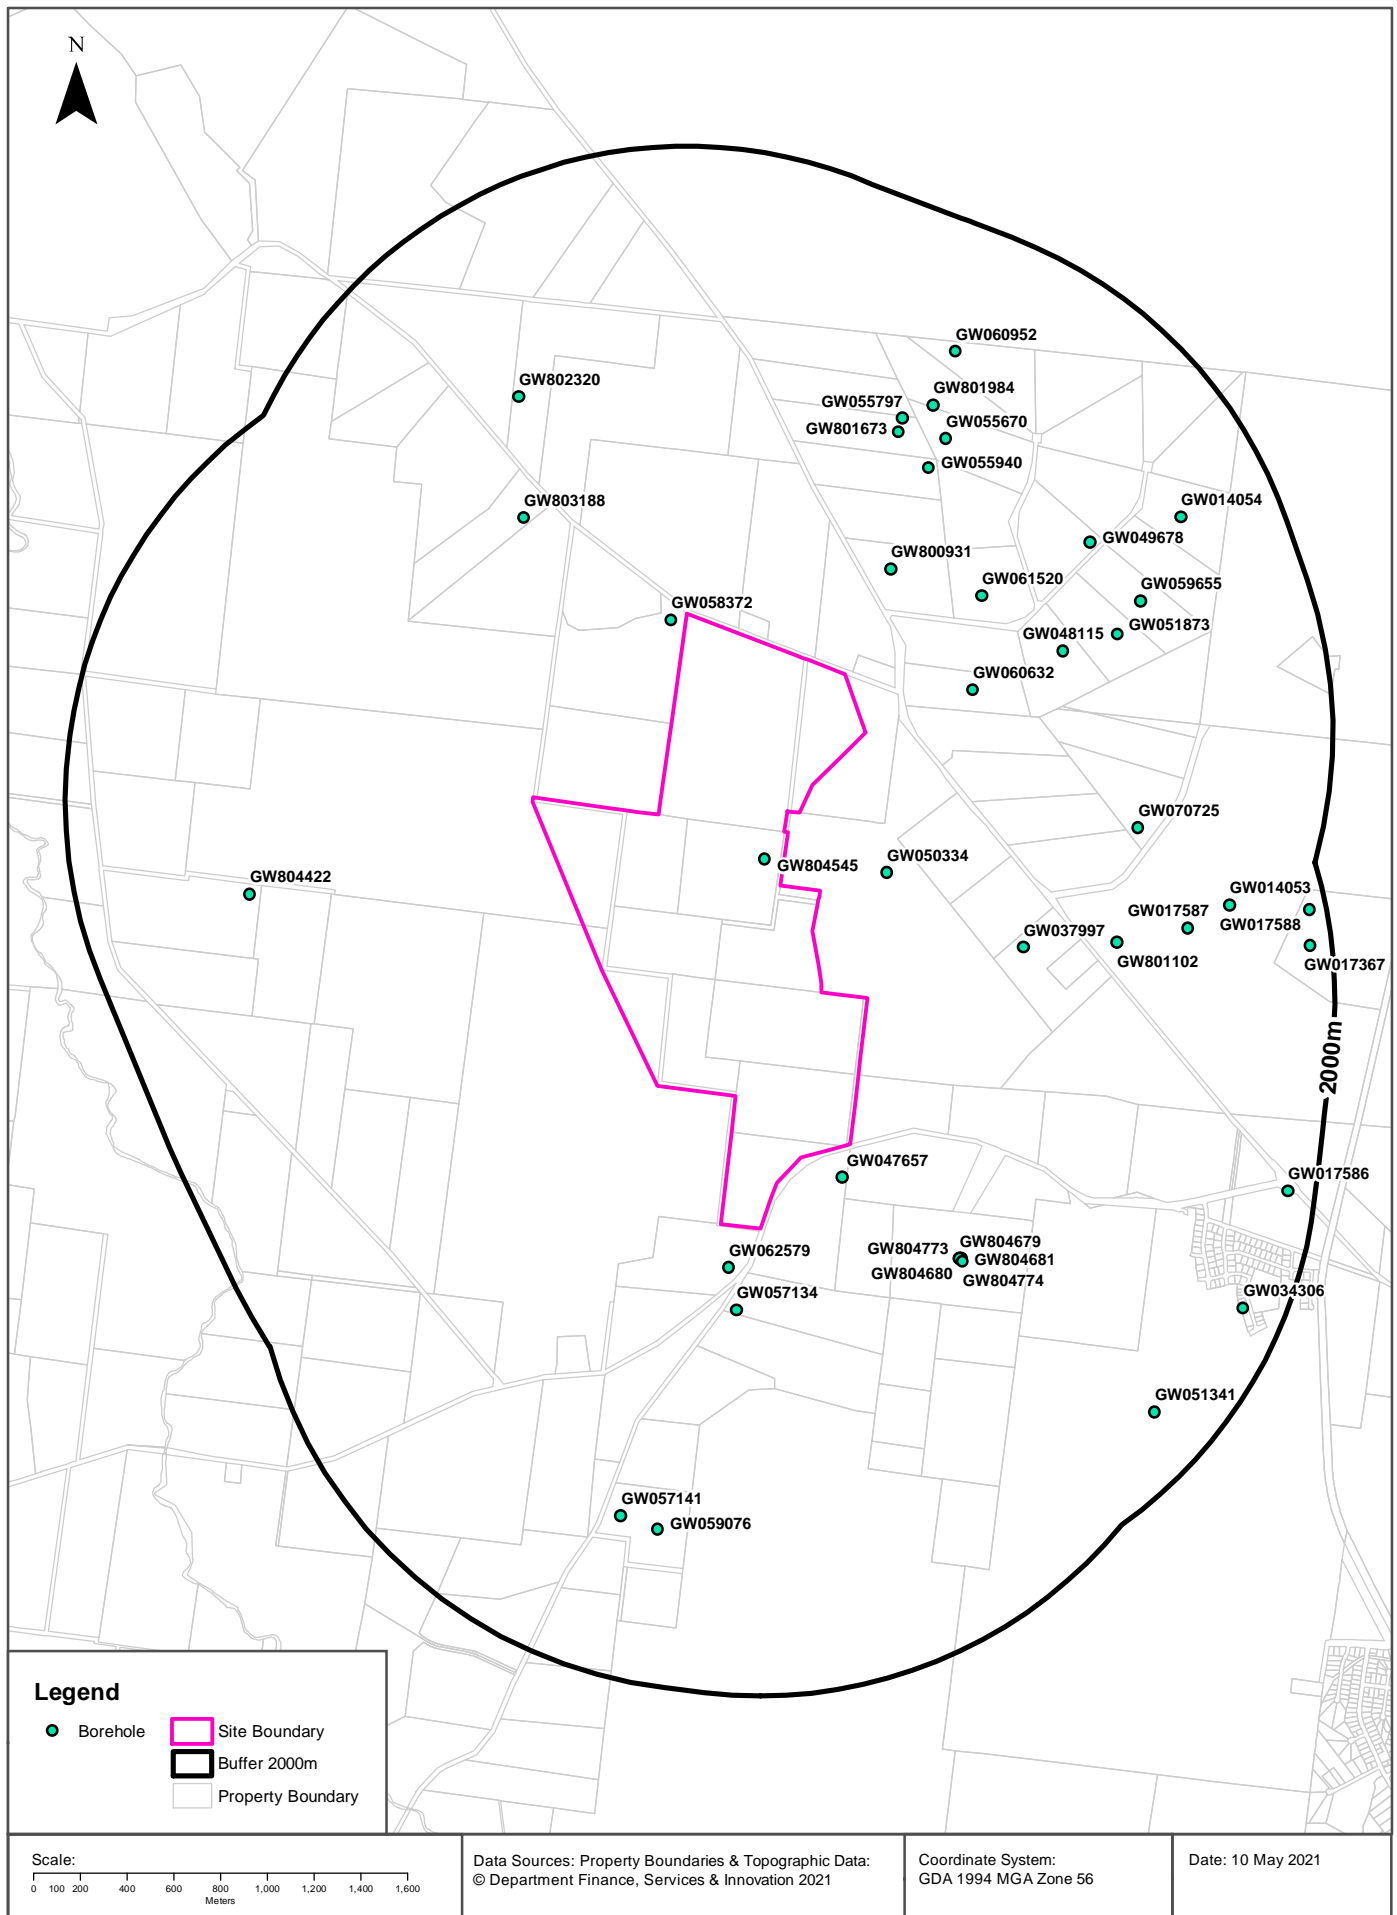 N
GW060952
GW802320
GW801984
GW055797
GW055670
GW801673
GW055940
GW803188
GW014054
GW049678
GW800931
GW061520
GW059655
GW058372
GW051873
GW048115
GW060632
GW070725
GW804545
GW050334
GW804422
GW014053
GW017587
GW017588
GW037997
GW801102
GW017367
2000m
GW047657
GW017586
GW804679
GW804773
GW062579
GW804681
GW804680
GW804774
GW057134
GW034306
GW051341
GW057141
GW059076
Legend
Borehole
Site Boundary
Buffer 2000m
Property Boundary
Scale:
0 100 200 400 600 800 1,000 1,200 1,400 1,600
Meters
Data Sources: Property Boundaries & Topographic Data:
© Department Finance, Services & Innovation 2021
Coordinate System:
GDA 1994 MGA Zone 56
Date: 10 May 2021